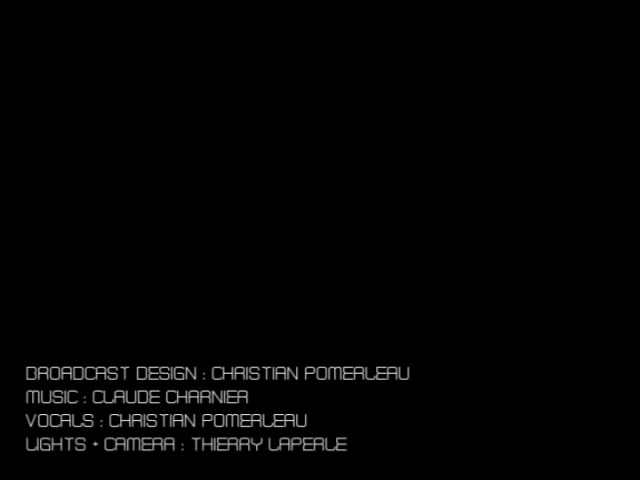 BROADCAST DESIGN : CHRISTIAN POMERLEAU
MUSIC : CLAUDE CHARNIER
VOCALS : CHRISTIAN POMERLEAU
LIGHTS + CAMERA : THIERRY LAPERLE